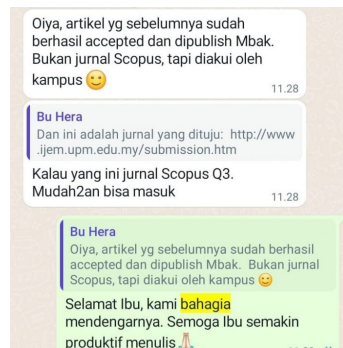 Oiya, artikel yg sebelumnya sudah
berhasil accepted dan dipublish Mbak.
Bukan jurnal Scopus, tapi diakui oleh
kampus 🙂
11.28
Bu Hera
Dan ini adalah jurnal yang dituju: http://www
.ijem.upm.edu.my/submission.htm
Kalau yang ini jurnal Scopus Q3.
Mudah2an bisa masuk
11.28
Bu Hera
Oiya, artikel yg sebelumnya sudah berhasil
accepted dan dipublish Mbak. Bukan jurnal
Scopus, tapi diakui oleh kampus 🙂
Selamat Ibu, kami bahagia
mendengarnya. Semoga Ibu semakin
produktif menulis 🙏